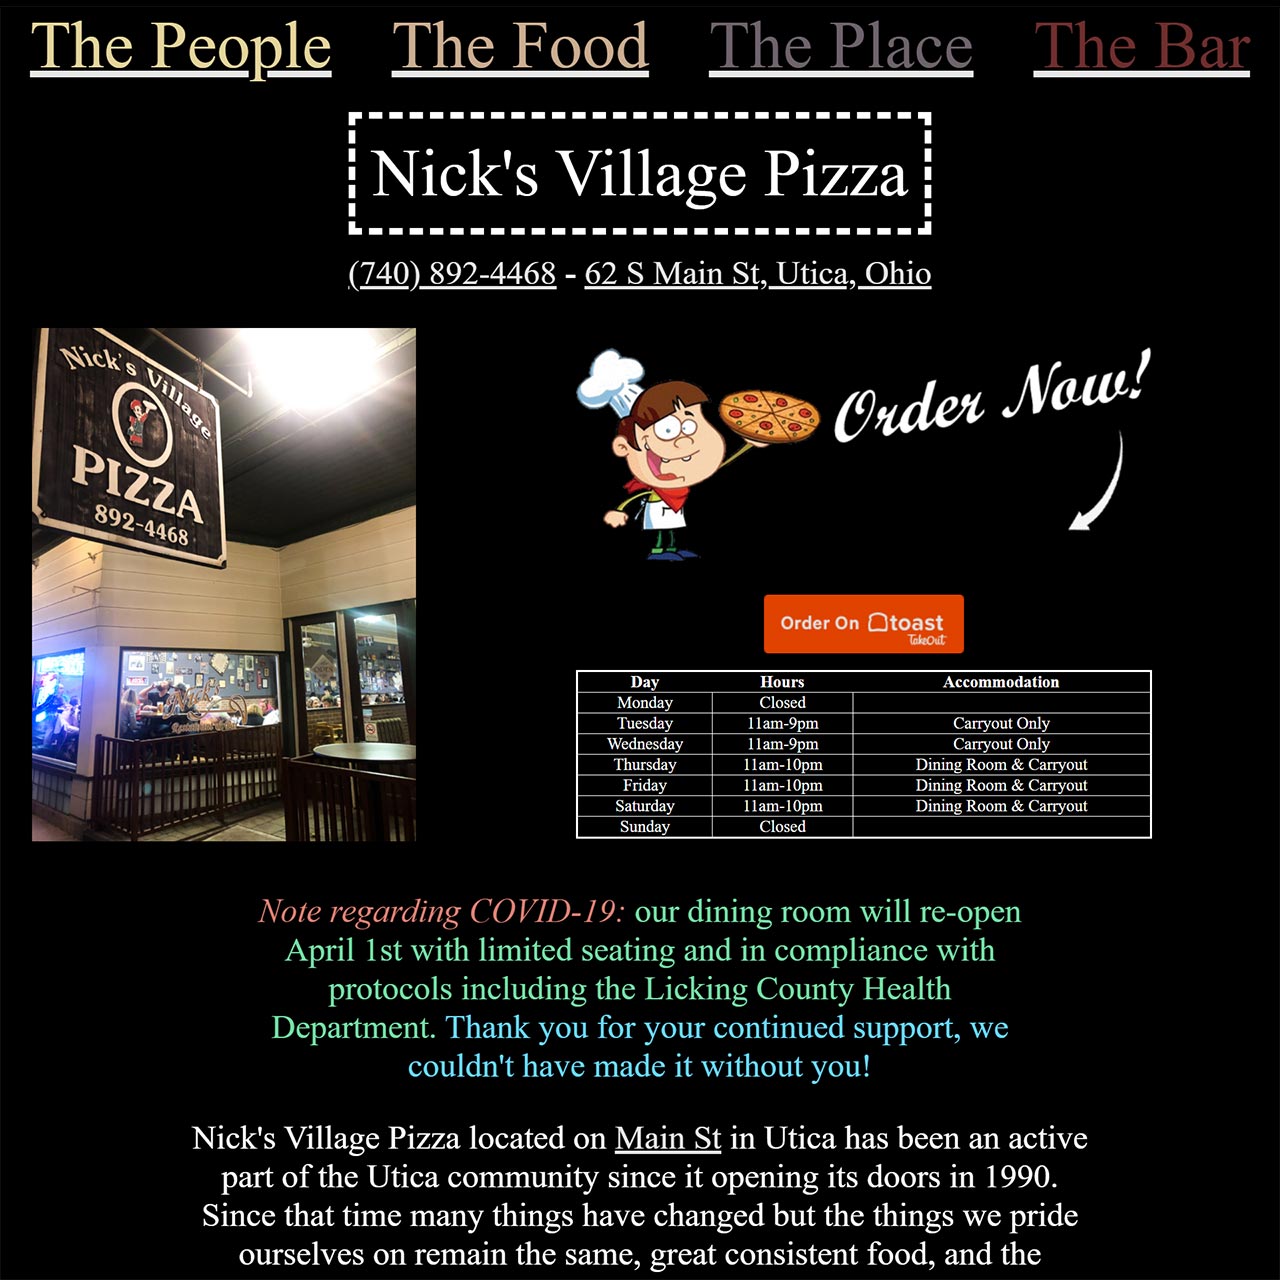 The People The Food The Place The Bar
Nick's Village Pizza
(740) 892-4468 - 62 S Main St, Utica, Ohio
Nick's Village
PIZZA
892-4468
Nick's
Order Now!
Order On toast
TakeOut
Day Hours Accommodation
Monday Closed
Tuesday 11am-9pm Carryout Only
Wednesday 11am-9pm Carryout Only
Thursday 11am-10pm Dining Room & Carryout
Friday 11am-10pm Dining Room & Carryout
Saturday 11am-10pm Dining Room & Carryout
Sunday Closed
Note regarding COVID-19: our dining room will re-open
April 1st with limited seating and in compliance with
protocols including the Licking County Health
Department. Thank you for your continued support, we
couldn't have made it without you!
Nick's Village Pizza located on Main St in Utica has been an active
part of the Utica community since it opening its doors in 1990.
Since that time many things have changed but the things we pride
ourselves on remain the same, great consistent food, and the